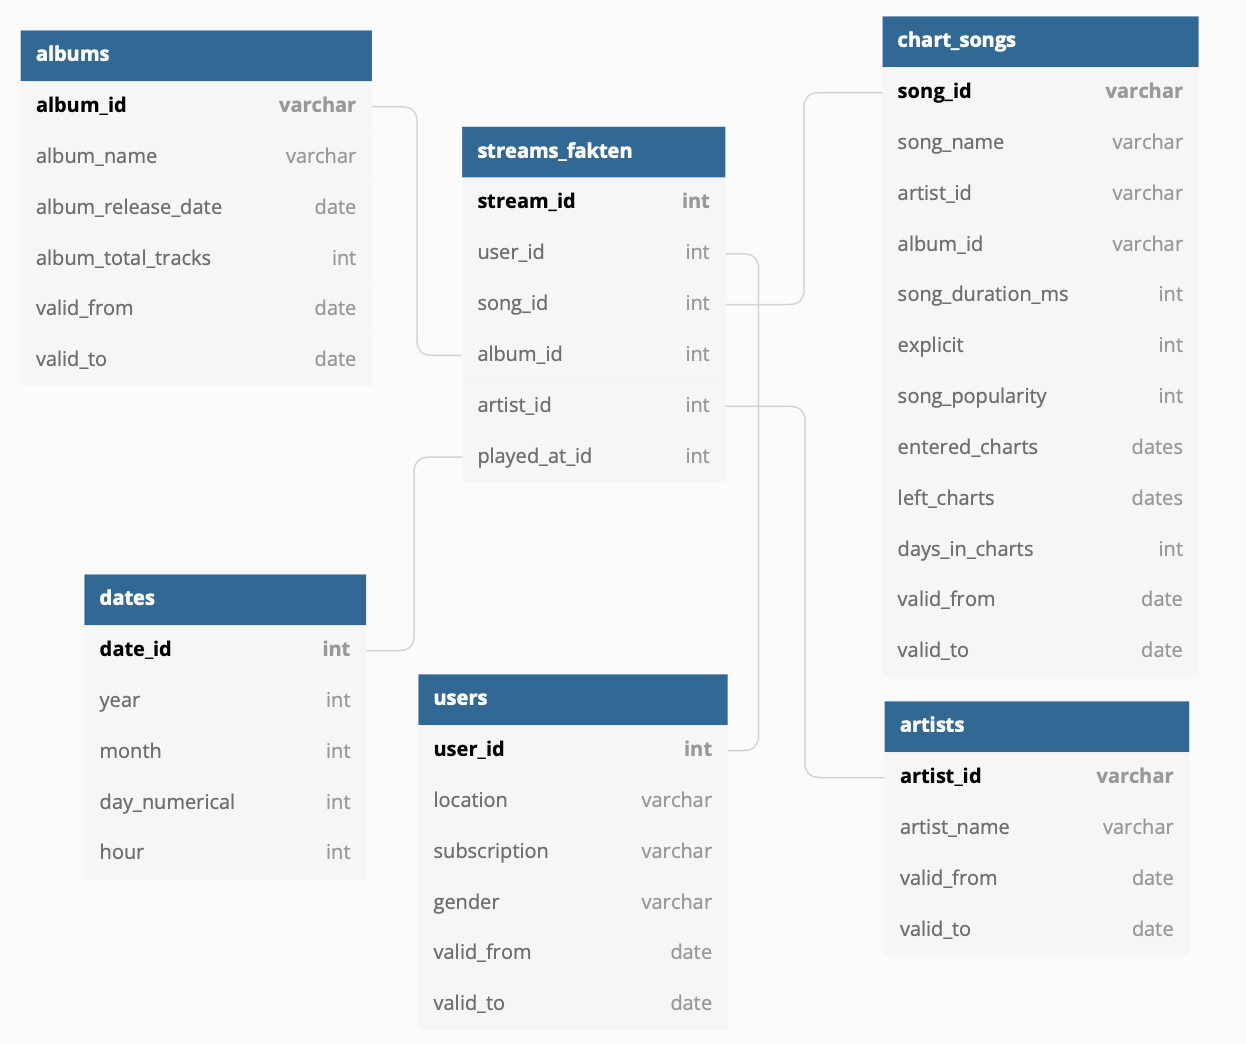 albums
album_id varchar
album_name varchar
album_release_date date
album_total_tracks int
valid_from date
valid_to date
streams_fakten
stream_id int
user_id int
song_id int
album_id int
artist_id int
played_at_id int
chart_songs
song_id varchar
song_name varchar
artist_id varchar
album_id varchar
song_duration_ms int
explicit int
song_popularity int
entered_charts dates
left_charts dates
days_in_charts int
valid_from date
valid_to date
dates
date_id int
year int
month int
day_numerical int
hour int
users
user_id int
location varchar
subscription varchar
gender varchar
valid_from date
valid_to date
artists
artist_id varchar
artist_name varchar
valid_from date
valid_to date